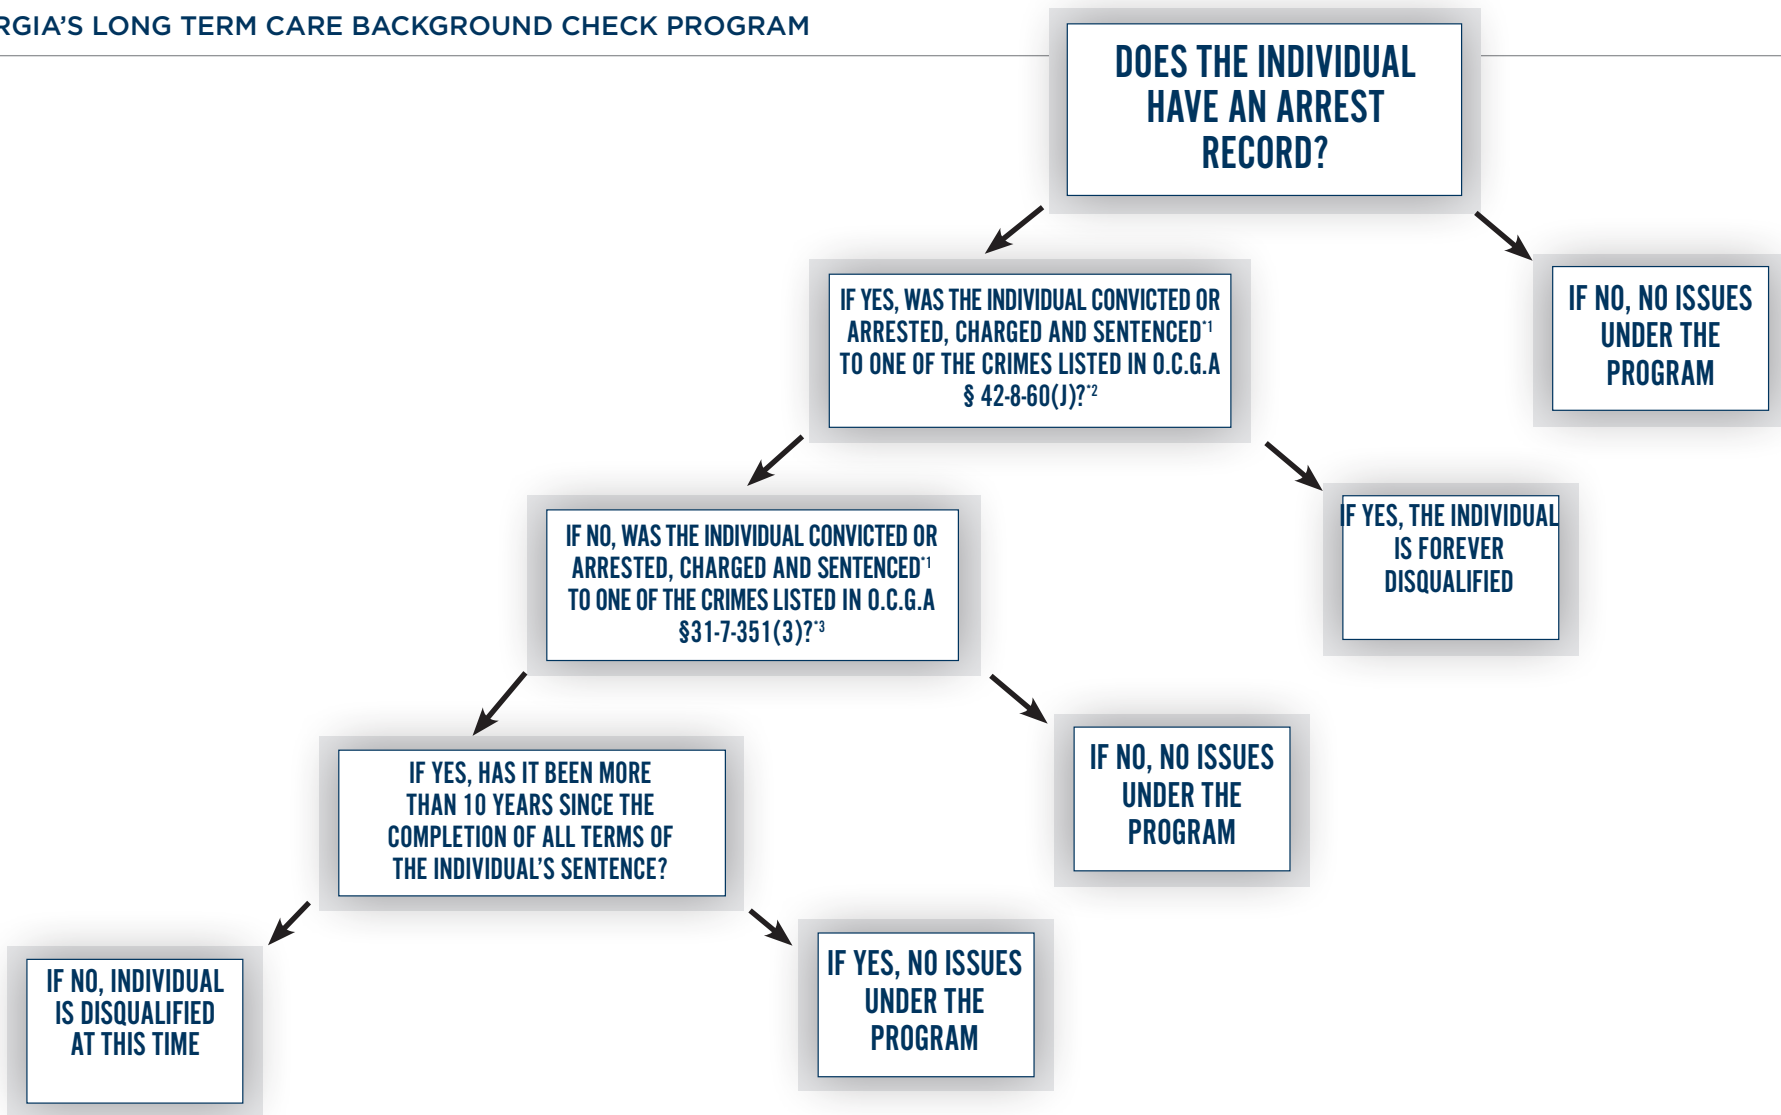 RGIA'S LONG TERM CARE BACKGROUND CHECK PROGRAM
DOES THE INDIVIDUAL
HAVE AN ARREST
RECORD?
IF YES, WAS THE INDIVIDUAL CONVICTED OR
ARRESTED, CHARGED AND SENTENCED*1
TO ONE OF THE CRIMES LISTED IN O.C.G.A
§ 42-8-60(J)?*2
IF NO, NO ISSUES
UNDER THE
PROGRAM
IF NO, WAS THE INDIVIDUAL CONVICTED OR
ARRESTED, CHARGED AND SENTENCED*1
TO ONE OF THE CRIMES LISTED IN O.C.G.A
§31-7-351(3)?*3
IF YES, THE INDIVIDUAL
IS FOREVER
DISQUALIFIED
IF YES, HAS IT BEEN MORE
THAN 10 YEARS SINCE THE
COMPLETION OF ALL TERMS OF
THE INDIVIDUAL'S SENTENCE?
IF NO, NO ISSUES
UNDER THE
PROGRAM
IF NO, INDIVIDUAL
IS DISQUALIFIED
AT THIS TIME
IF YES, NO ISSUES
UNDER THE
PROGRAM